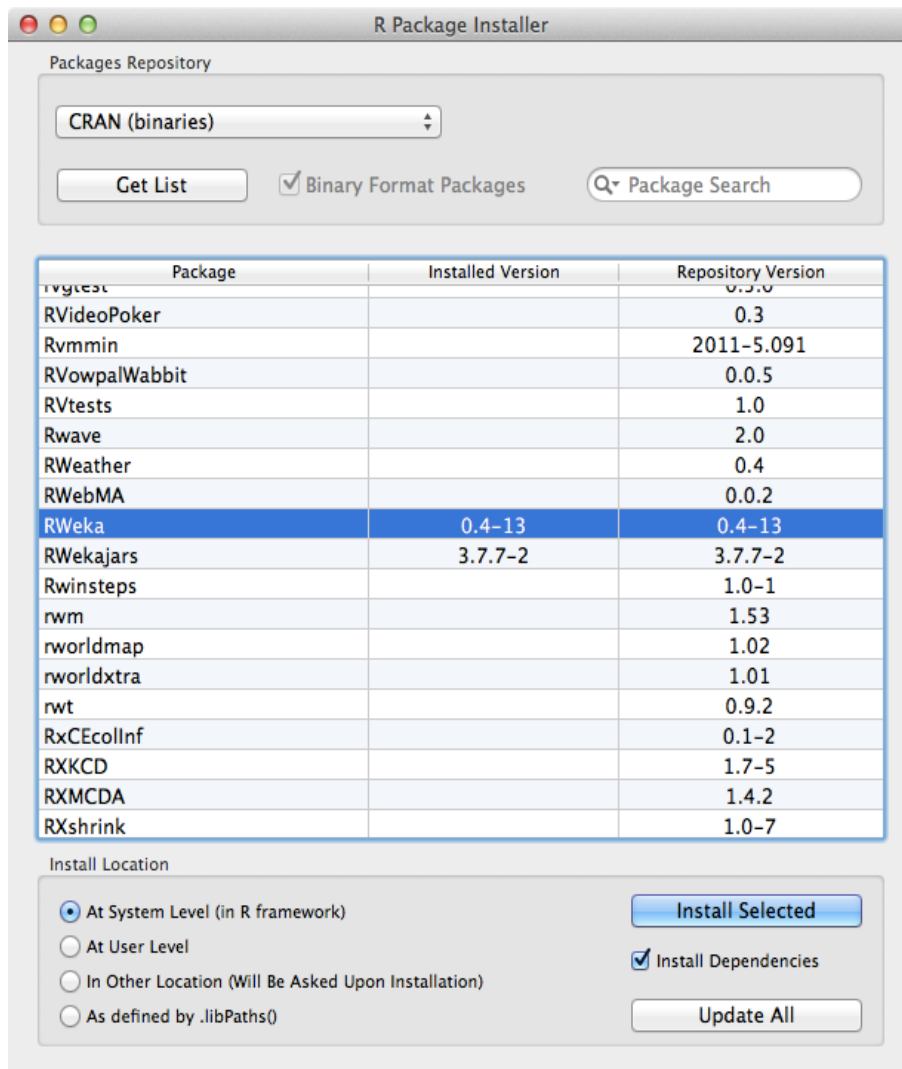 R Package Installer
Packages Repository
CRAN (binaries)
Get List Binary Format Packages Package Search
Package Installed Version Repository Version
RVideoPoker 0.3
Rvmmin 2011-5.091
RVowpalWabbit 0.0.5
RVtests 1.0
Rwave 2.0
RWeather 0.4
RWebMA 0.0.2
RWeka 0.4-13 0.4-13
RWekajars 3.7.7-2 3.7.7-2
Rwinsteps 1.0-1
rwm 1.53
rworldmap 1.02
rworldxtra 1.01
rwt 0.9.2
RxCEcolInf 0.1-2
RXKCD 1.7-5
RXMCDA 1.4.2
RXshrink 1.0-7
Install Location
At System Level (in R framework) Install Selected
At User Level
Install Dependencies
In Other Location (Will Be Asked Upon Installation)
As defined by .libPaths() Update All